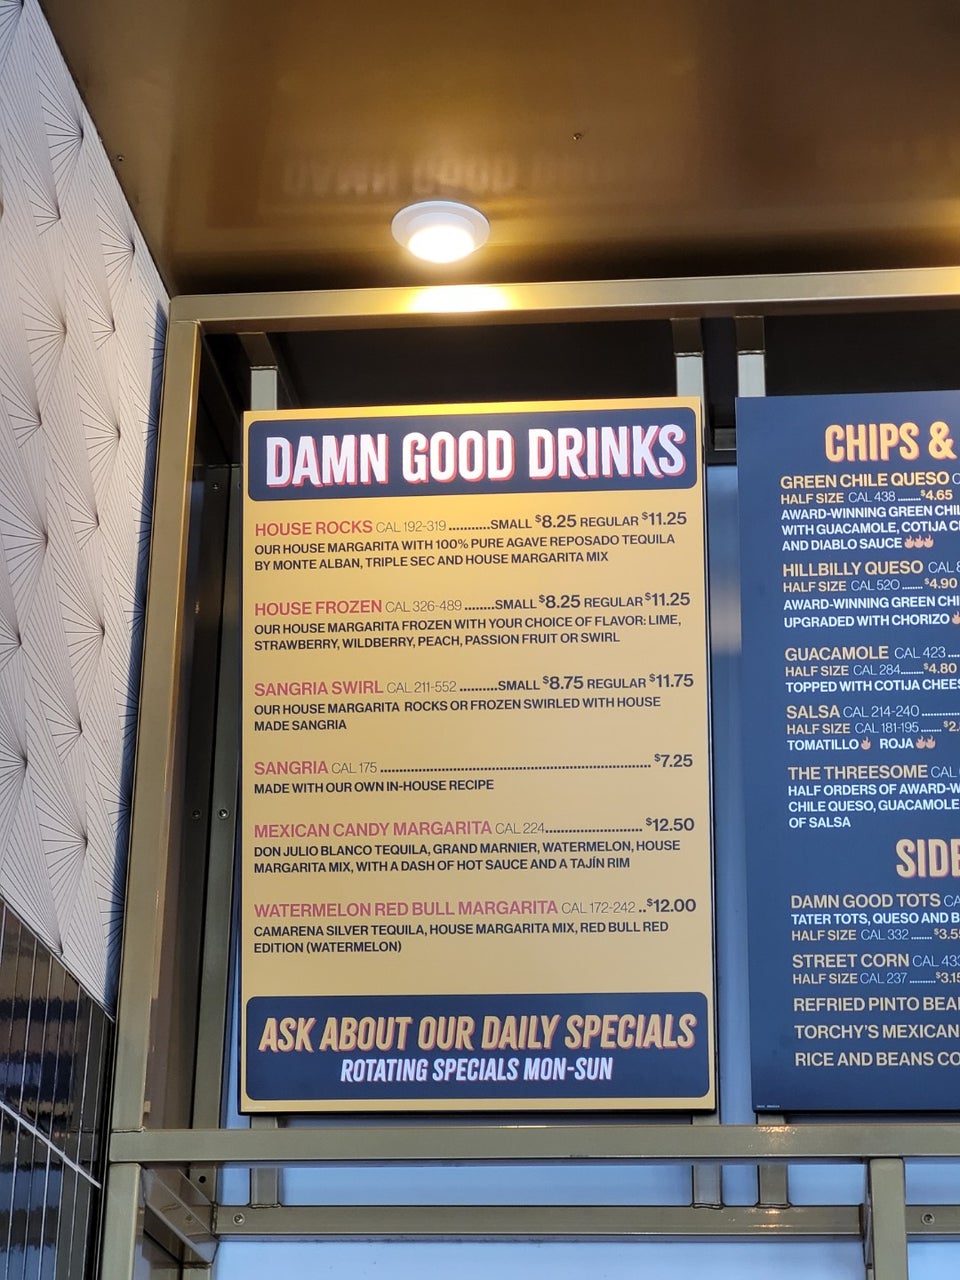 DAMN GOOD DRINKS
HOUSE ROCKS CAL 192-319 ...........SMALL $8.25 REGULAR $11.25
OUR HOUSE MARGARITA WITH 100% PURE AGAVE REPOSADO TEQUILA
BY MONTE ALBAN, TRIPLE SEC AND HOUSE MARGARITA MIX
HOUSE FROZEN CAL 326-489 ........SMALL $8.25 REGULAR $11.25
OUR HOUSE MARGARITA FROZEN WITH YOUR CHOICE OF FLAVOR: LIME,
STRAWBERRY, WILDBERRY, PEACH, PASSION FRUIT OR SWIRL
SANGRIA SWIRL CAL 211-552 ..........SMALL $8.75 REGULAR $11.75
OUR HOUSE MARGARITA ROCKS OR FROZEN SWIRLED WITH HOUSE
MADE SANGRIA
SANGRIA CAL 175 ........................................................................ $7.25
MADE WITH OUR OWN IN-HOUSE RECIPE
MEXICAN CANDY MARGARITA CAL 224.......................... $12.50
DON JULIO BLANCO TEQUILA, GRAND MARNIER, WATERMELON, HOUSE
MARGARITA MIX, WITH A DASH OF HOT SAUCE AND A TAJÍN RIM
WATERMELON RED BULL MARGARITA CAL 172-242 ..$12.00
CAMARENA SILVER TEQUILA, HOUSE MARGARITA MIX, RED BULL RED
EDITION (WATERMELON)
ASK ABOUT OUR DAILY SPECIALS
ROTATING SPECIALS MON-SUN
CHIPS &
GREEN CHILE QUESO
HALF SIZE CAL 438 ........$4.65
AWARD-WINNING GREEN
WITH GUACAMOLE, COTIJA
AND DIABLO SAUCE
HILLBILLY QUESO CAL
HALF SIZE CAL 520 ....... $4.90
AWARD-WINNING GREEN
UPGRADED WITH CHORIZO
GUACAMOLE CAL 423 ....
HALF SIZE CAL 284........$4.80
TOPPED WITH COTIJA
SALSA CAL 214-240 .............
HALF SIZE CAL 181-195 .......
TOMATILLO ROJA
THE THREESOME CAL
HALF ORDERS OF
CHILE QUESO, GUACAMOLE
OF SALSA
DAMN GOOD TOTS
TATER TOTS, QUESO AND
HALF SIZE CAL 332 .......
STREET CORN CAL
HALF SIZE CAL 237 .........
REFRIED PINTO
TORCHY'S MEXICAN
RICE AND BEANS